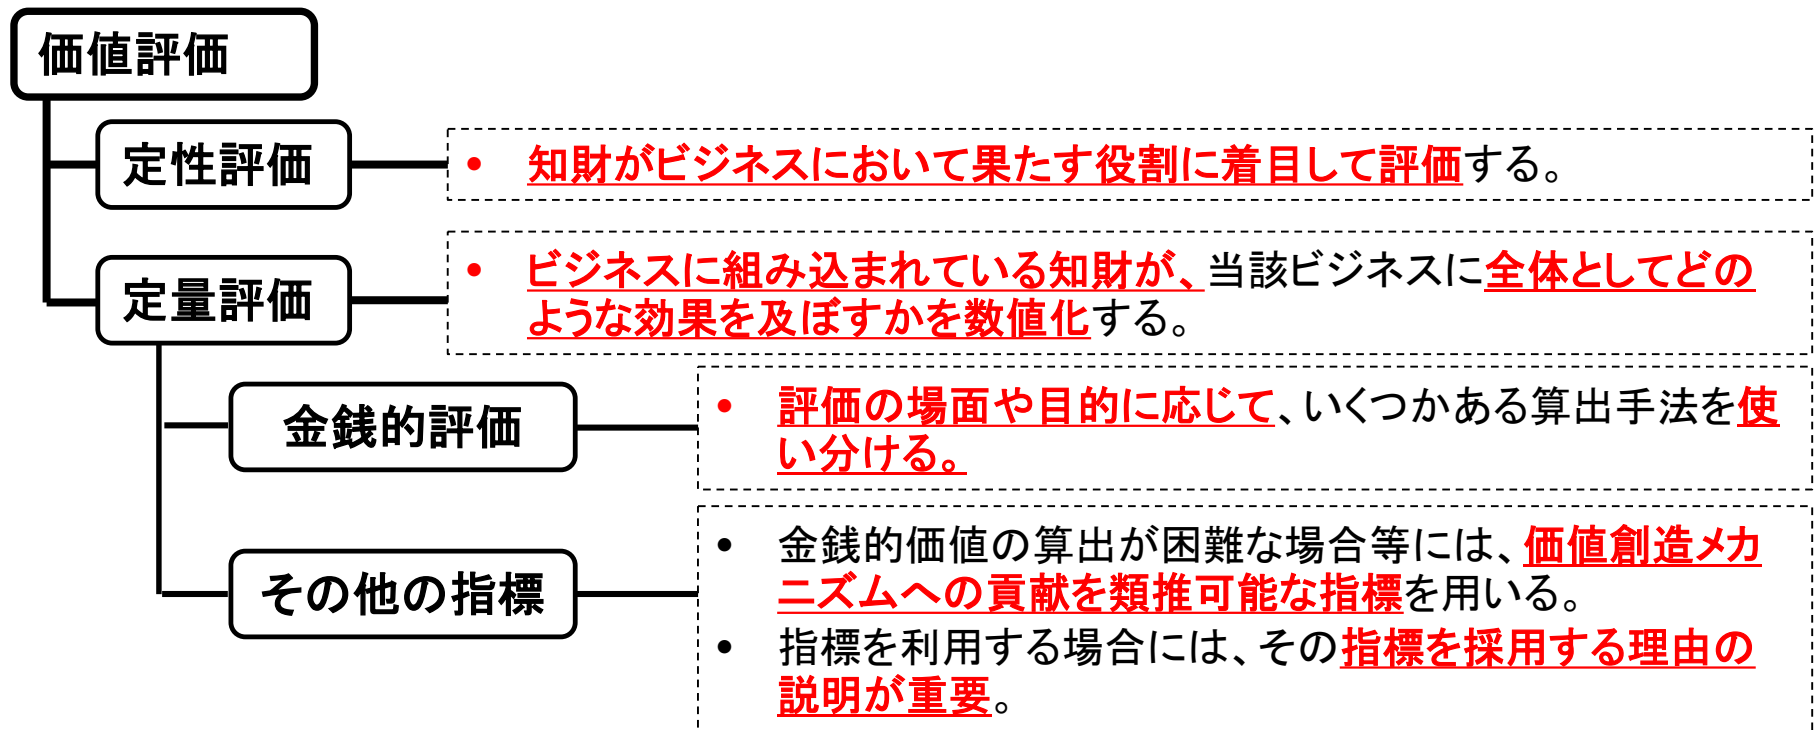 価値評価
定性評価
• 知財がビジネスにおいて果たす役割に着目して評価する。
定量評価
• ビジネスに組み込まれている知財が、当該ビジネスに全体としてどの
ような効果を及ぼすかを数値化する。
金銭的評価
• 評価の場面や目的に応じて、いくつかある算出手法を使
い分ける。
その他の指標
• 金銭的価値の算出が困難な場合等には、価値創造メカ
ニズムへの貢献を類推可能な指標を用いる。
• 指標を利用する場合には、その指標を採用する理由の
説明が重要。